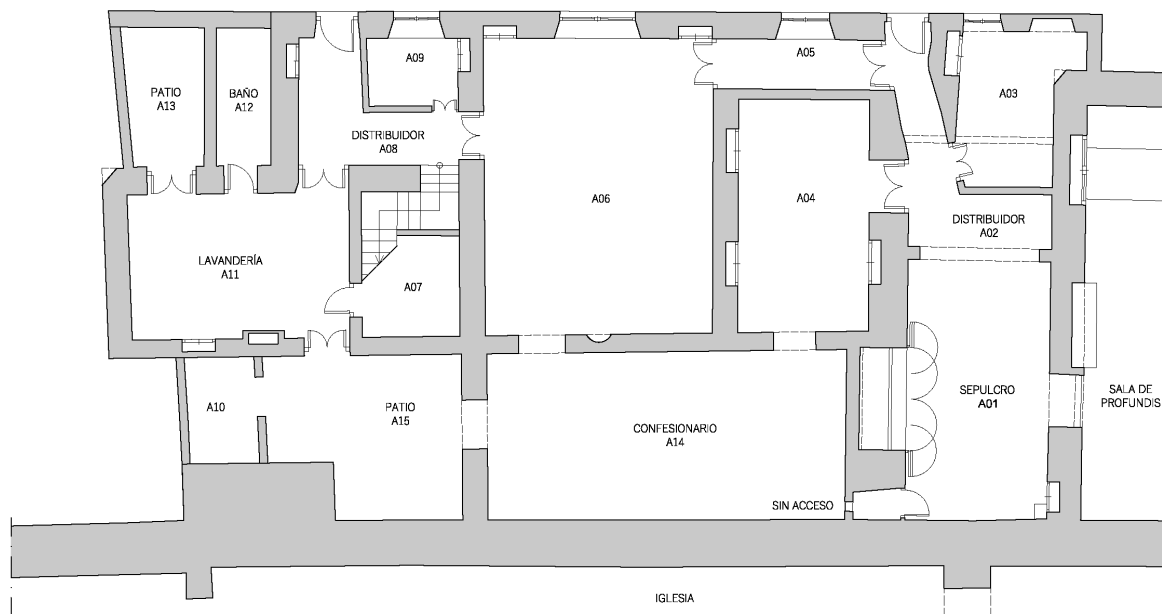 A09
A05
PATIO
A13
BAÑO
A12
A03
DISTRIBUIDOR
A08
A06
A04
DISTRIBUIDOR
A02
LAVANDERÍA
A11
A07
A10
PATIO
A15
CONFESIONARIO
A14
SEPULCRO
A01
SALA DE
PROFUNDIS
SIN ACCESO
IGLESIA